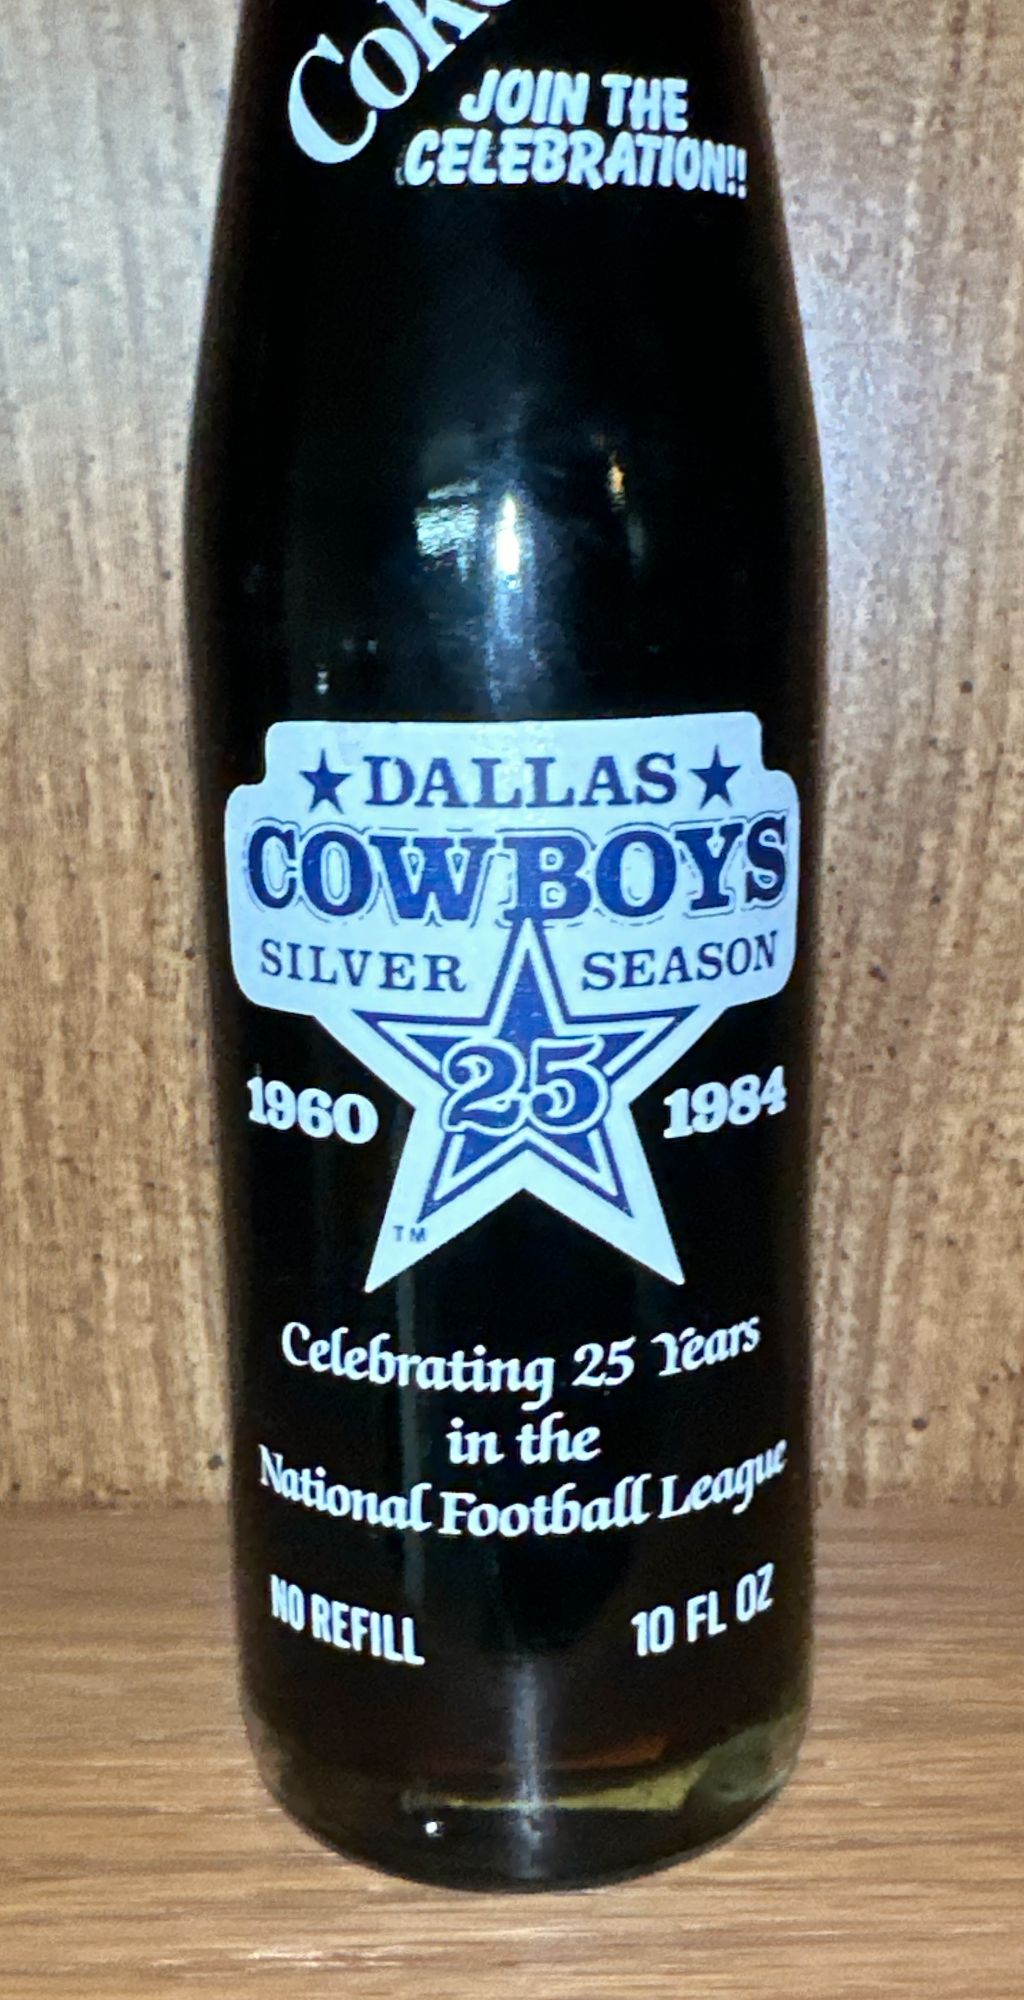 Coke
JOIN THE
CELEBRATION!!
DALLAS
COWBOYS
SILVER SEASON
25
1960 1984
TM
Celebrating 25 Years
in the
National Football League
NO REFILL 10 FL OZ